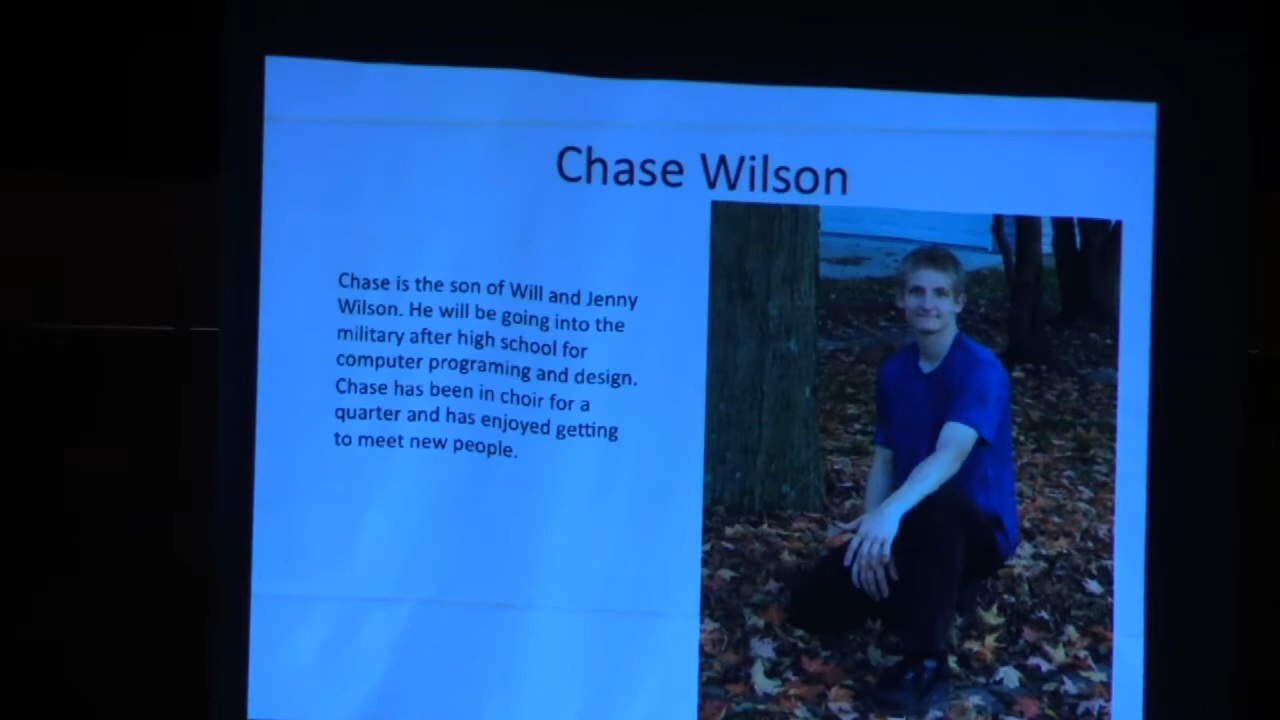 Chase Wilson
Chase is the son of Will and Jenny
Wilson. He will be going into the
military after high school for
computer programing and design.
Chase has been in choir for a
quarter and has enjoyed getting
to meet new people.